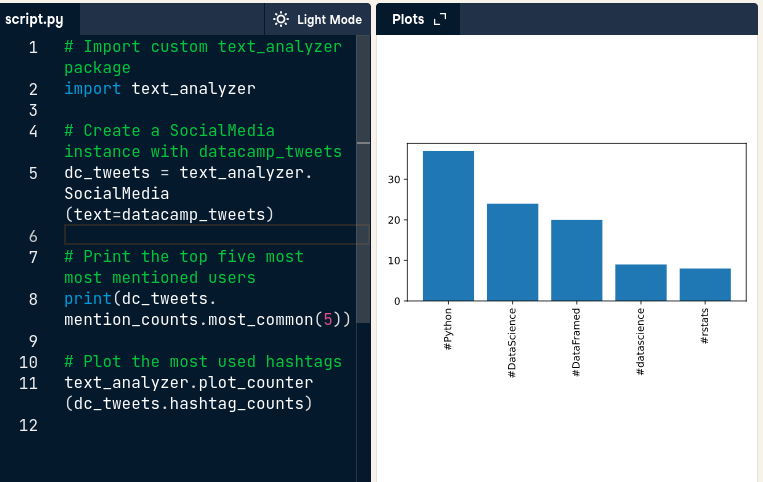 script.py
Light Mode
1 # Import custom text_analyzer
package
2 import text_analyzer
3
4 # Create a SocialMedia
instance with datacamp_tweets
5 dc_tweets = text_analyzer.
SocialMedia
(text=datacamp_tweets)
6
7 # Print the top five most
most mentioned users
8 print(dc_tweets.
mention_counts.most_common(5))
9
10 # Plot the most used hashtags
11 text_analyzer.plot_counter
(dc_tweets.hashtag_counts)
12
Plots
30
20
10
0
#Python
#DataScience
#DataFramed
#datascience
#rstats